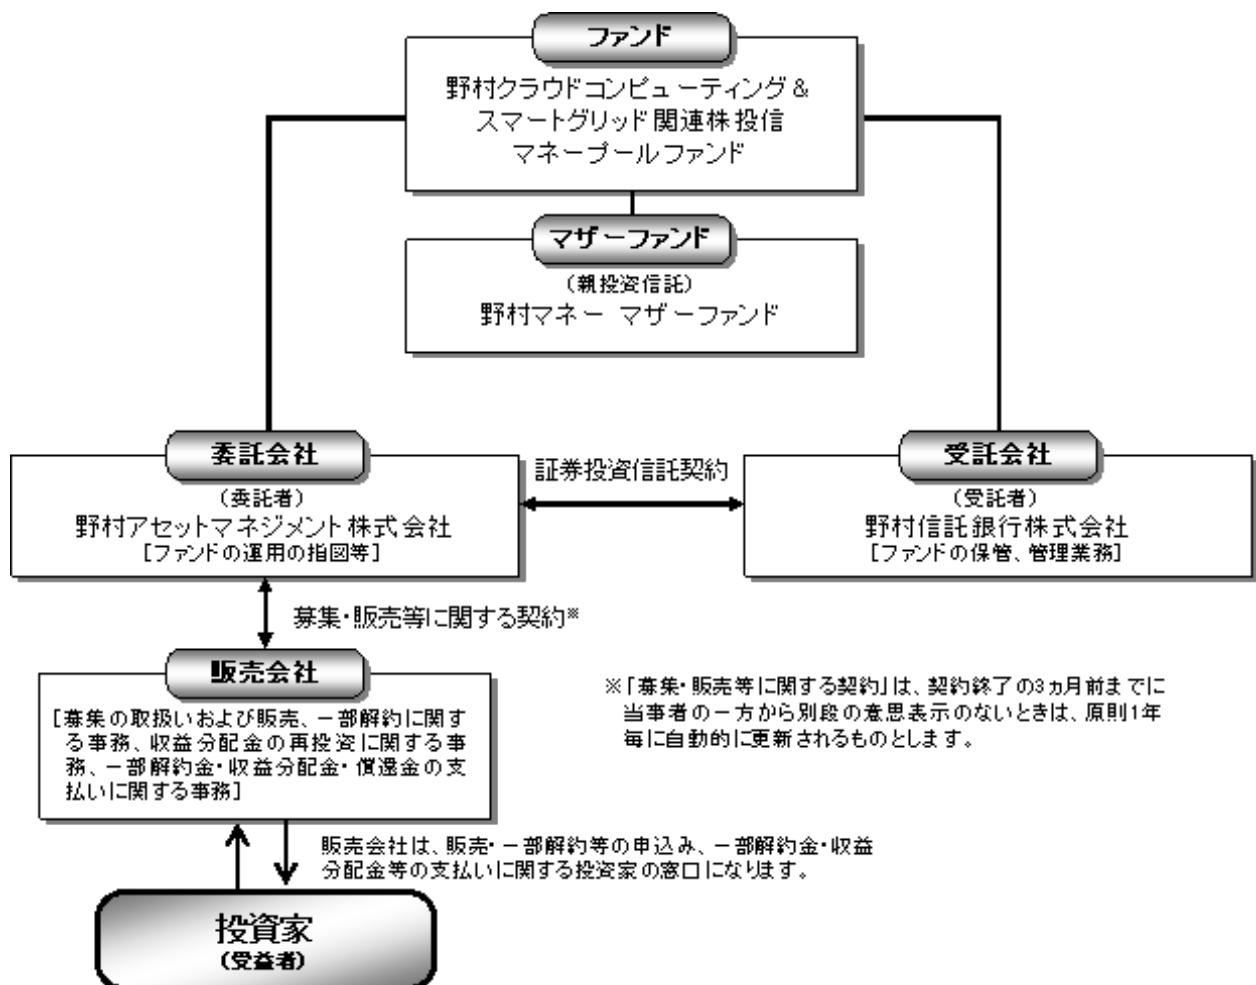 ファンド
野村クラウドコンピューティング＆
スマートグリッド関連株投信
マネープールファンド
マザーファンド
（親投資信託）
野村マネー マザーファンド
委託会社
（委託者）
野村アセットマネジメント株式会社
［ファンドの運用の指図等］
証券投資信託契約
受託会社
（受託者）
野村信託銀行株式会社
［ファンドの保管、管理業務］
募集・販売等に関する契約※
販売会社
［募集の取扱いおよび販売、一部解約に関す
る事務、収益分配金の再投資に関する事
務、一部解約金・収益分配金・償還金の支
払いに関する事務］
※「募集・販売等に関する契約」は、契約終了の3ヵ月前までに
当事者の一方から別段の意思表示のないときは、原則1年
毎に自動的に更新されるものとします。
販売会社は、販売・一部解約等の申込み、一部解約金・収益
分配金等の支払いに関する投資家の窓口になります。
投資家
（受益者）